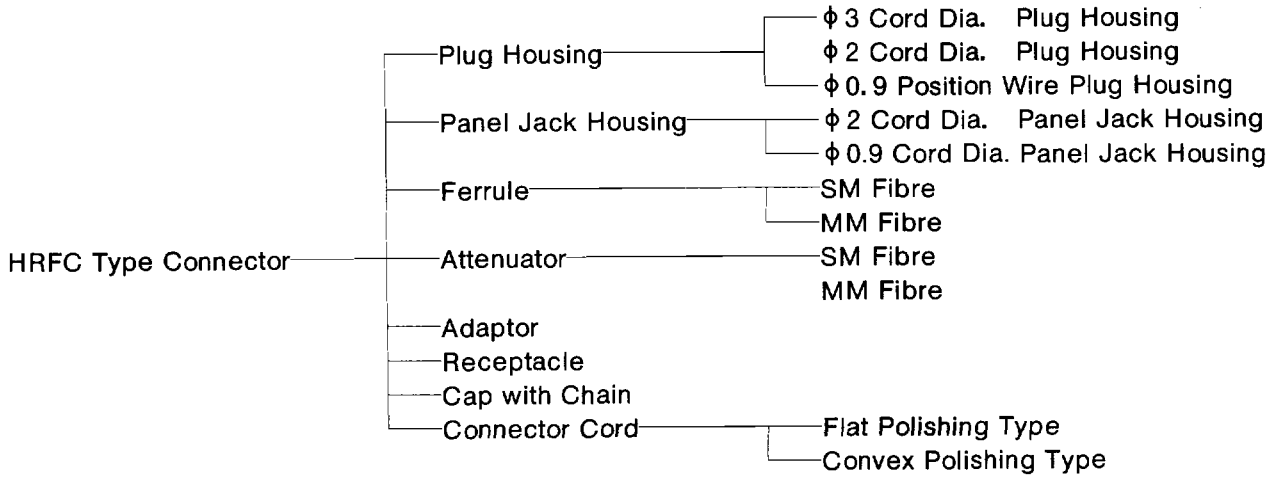 ϕ3 Cord Dia. Plug Housing
Plug Housing ϕ2 Cord Dia. Plug Housing
ϕ0.9 Position Wire Plug Housing
Panel Jack Housing ϕ2 Cord Dia. Panel Jack Housing
ϕ0.9 Cord Dia. Panel Jack Housing
Ferrule SM Fibre
MM Fibre
HRFC Type Connector Attenuator SM Fibre
MM Fibre
Adaptor
Receptacle
Cap with Chain
Connector Cord Flat Polishing Type
Convex Polishing Type